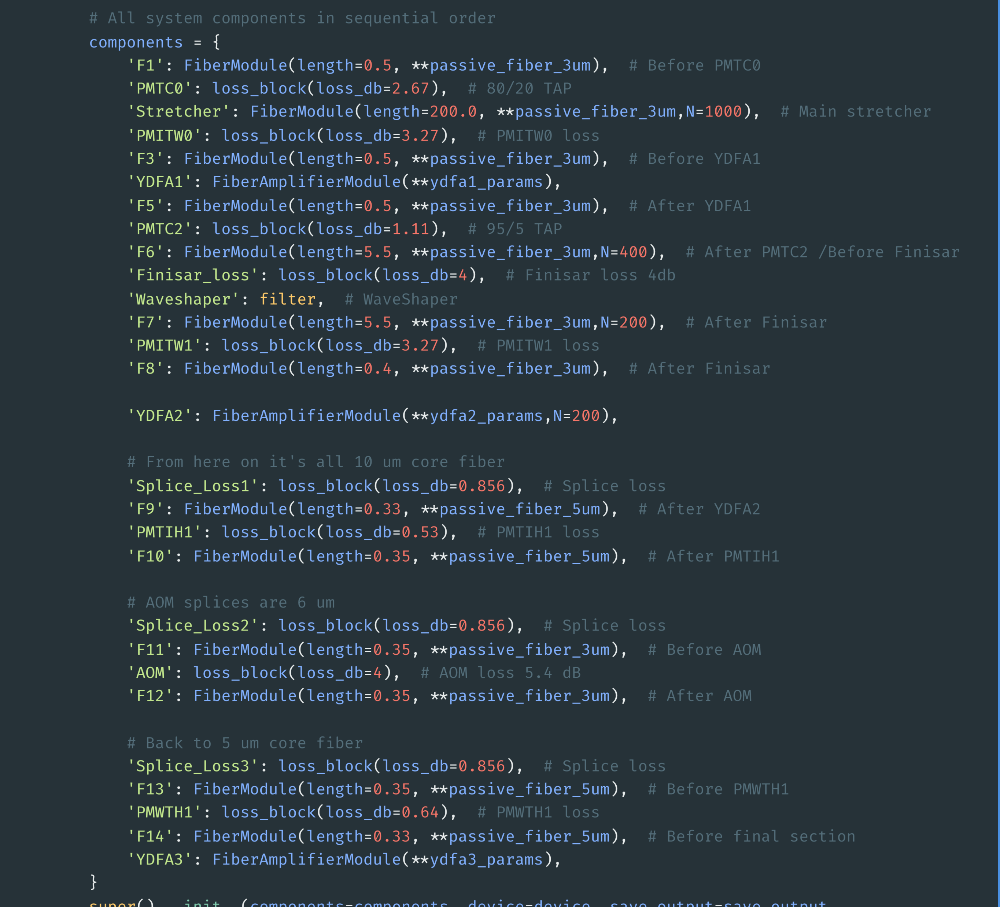 # All system components in sequential order
components = {
'F1': FiberModule(length=0.5, **passive_fiber_3um),  # Before PMTC0
'PMTC0': loss_block(loss_db=2.67),  # 80/20 TAP
'Stretcher': FiberModule(length=200.0, **passive_fiber_3um,N=1000),  # Main stretcher
'PMITW0': loss_block(loss_db=3.27),  # PMITW0 loss
'F3': FiberModule(length=0.5, **passive_fiber_3um),  # Before YDFA1
'YDFA1': FiberAmplifierModule(**ydfa1_params),
'F5': FiberModule(length=0.5, **passive_fiber_3um),  # After YDFA1
'PMTC2': loss_block(loss_db=1.11),  # 95/5 TAP
'F6': FiberModule(length=5.5, **passive_fiber_3um,N=400),  # After PMTC2 /Before Finisar
'Finisar_loss': loss_block(loss_db=4),  # Finisar loss 4db
'Waveshaper': filter,  # WaveShaper
'F7': FiberModule(length=5.5, **passive_fiber_3um,N=200),  # After Finisar
'PMITW1': loss_block(loss_db=3.27),  # PMITW1 loss
'F8': FiberModule(length=0.4, **passive_fiber_3um),  # After Finisar
'YDFA2': FiberAmplifierModule(**ydfa2_params,N=200),
# From here on it's all 10 um core fiber
'Splice_Loss1': loss_block(loss_db=0.856),  # Splice loss
'F9': FiberModule(length=0.33, **passive_fiber_5um),  # After YDFA2
'PMTIH1': loss_block(loss_db=0.53),  # PMTIH1 loss
'F10': FiberModule(length=0.35, **passive_fiber_5um),  # After PMTIH1
# AOM splices are 6 um
'Splice_Loss2': loss_block(loss_db=0.856),  # Splice loss
'F11': FiberModule(length=0.35, **passive_fiber_3um),  # Before AOM
'AOM': loss_block(loss_db=4),  # AOM loss 5.4 dB
'F12': FiberModule(length=0.35, **passive_fiber_3um),  # After AOM
# Back to 5 um core fiber
'Splice_Loss3': loss_block(loss_db=0.856),  # Splice loss
'F13': FiberModule(length=0.35, **passive_fiber_5um),  # Before PMWTH1
'PMWTH1': loss_block(loss_db=0.64),  # PMWTH1 loss
'F14': FiberModule(length=0.33, **passive_fiber_5um),  # Before final section
'YDFA3': FiberAmplifierModule(**ydfa3_params),
}
super().__init__(components=components, device=device, save_output=save_output